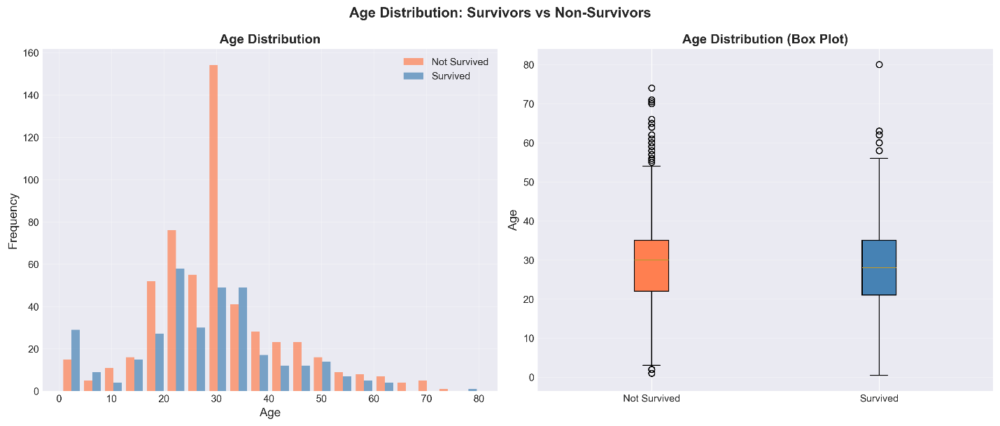 Age Distribution: Survivors vs Non-Survivors
Age Distribution
160
140
120
100
80
60
40
20
0
Frequency
Not Survived
Survived
0 10 20 30 40 50 60 70 80
Age
Age Distribution (Box Plot)
80
70
60
50
40
30
20
10
0
Age
Not Survived Survived